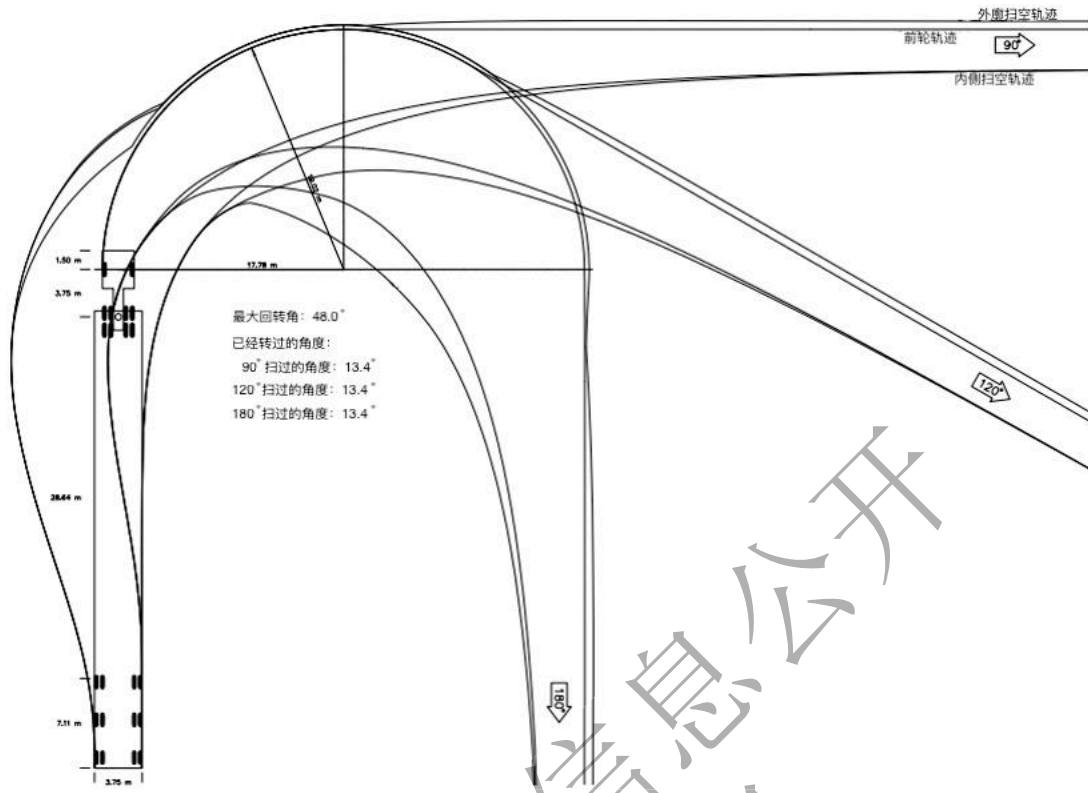 外廓扫空轨迹
前轮轨迹
90°
内侧扫空轨迹
1.50 m
17.78 m
3.75 m
最大回转角：48.0°
已经转过的角度：
90°扫过的角度：13.4°
120°扫过的角度：13.4°
180°扫过的角度：13.4°
120°
28.64 m
7.11 m
180°
3.75 m
信息公开